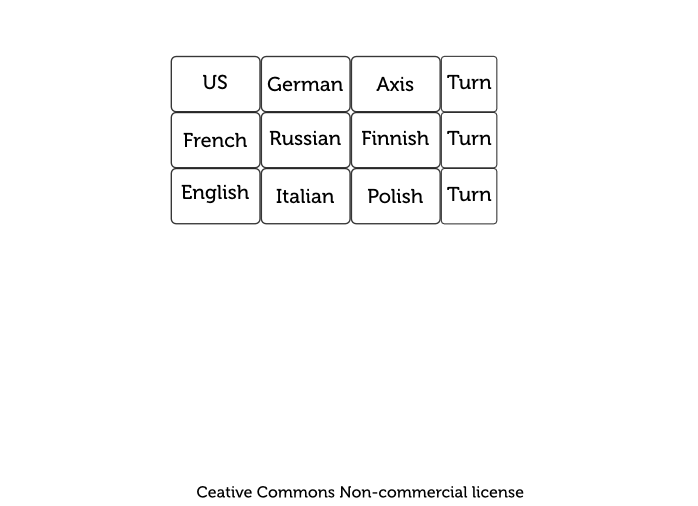 US German Axis Turn
French Russian Finnish Turn
English Italian Polish Turn
Ceative Commons Non-commercial license